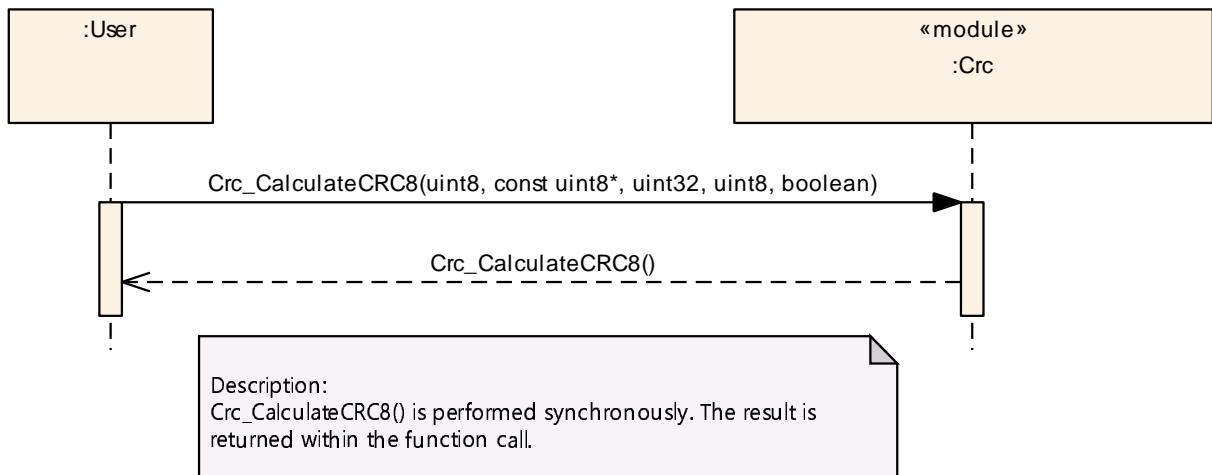 :User
«module»
:Crc
Crc_CalculateCRC8(uint8, const uint8*, uint32, uint8, boolean)
Crc_CalculateCRC8()
Description:
Crc_CalculateCRC8() is performed synchronously. The result is
returned within the function call.